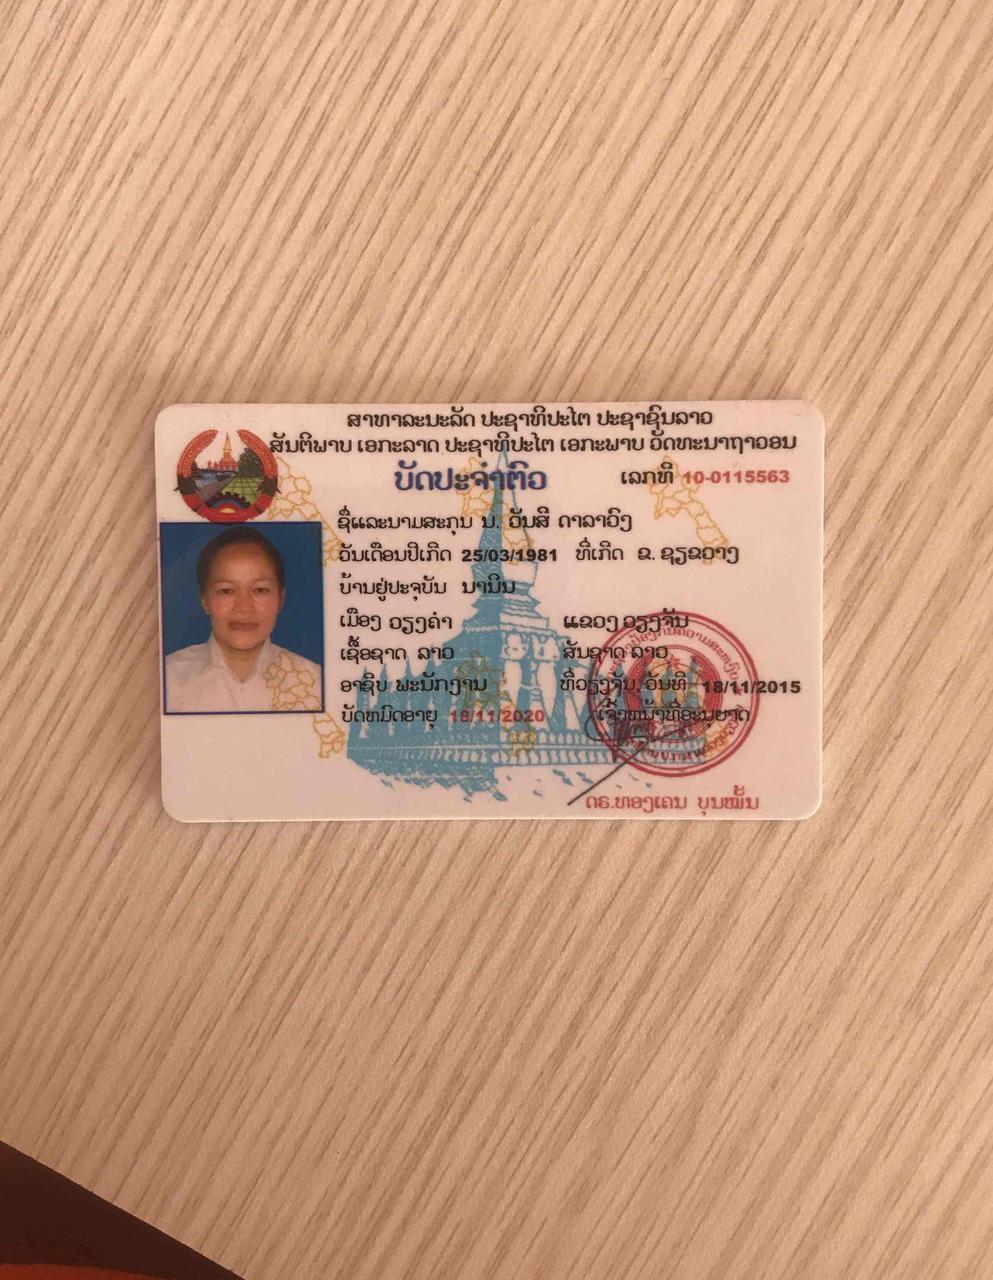 ສາທາລະນະລັດ ປະຊາທິປະໄຕ ປະຊາຊົນລາວ
ສັນຕິພາບ ເອກະລາດ ປະຊາທິປະໄຕ ເອກະພາບ ວັດທະນາຖາວອນ
ບັດປະຈຳຕົວ ເລກທີ 10-0115563
ຊື່ແລະນາມສະກຸນ ນ. ວັນສີ ດາລາວົງ
ວັນເດືອນປີເກີດ 25/03/1981 ທີ່ເກີດ ຂ. ຊຽງຂວາງ
ບ້ານຢູ່ປະຈຸບັນ ນານິນ
ເມືອງ ວຽງຄຳ ແຂວງ ວຽງຈັນ
ເຊື້ອຊາດ ລາວ ສັນຊາດ ລາວ
ອາຊີບ ພະນັກງານ ທີ່ວຽງຈັນ, ວັນທີ 18/11/2015
ບັດຫມົດອາຍຸ 18/11/2020 ເຈົ້າຫນ້າທີ່ອະນຸຍາດ
ດຣ.ທອງເຄນ ບຸນໝັ້ນ